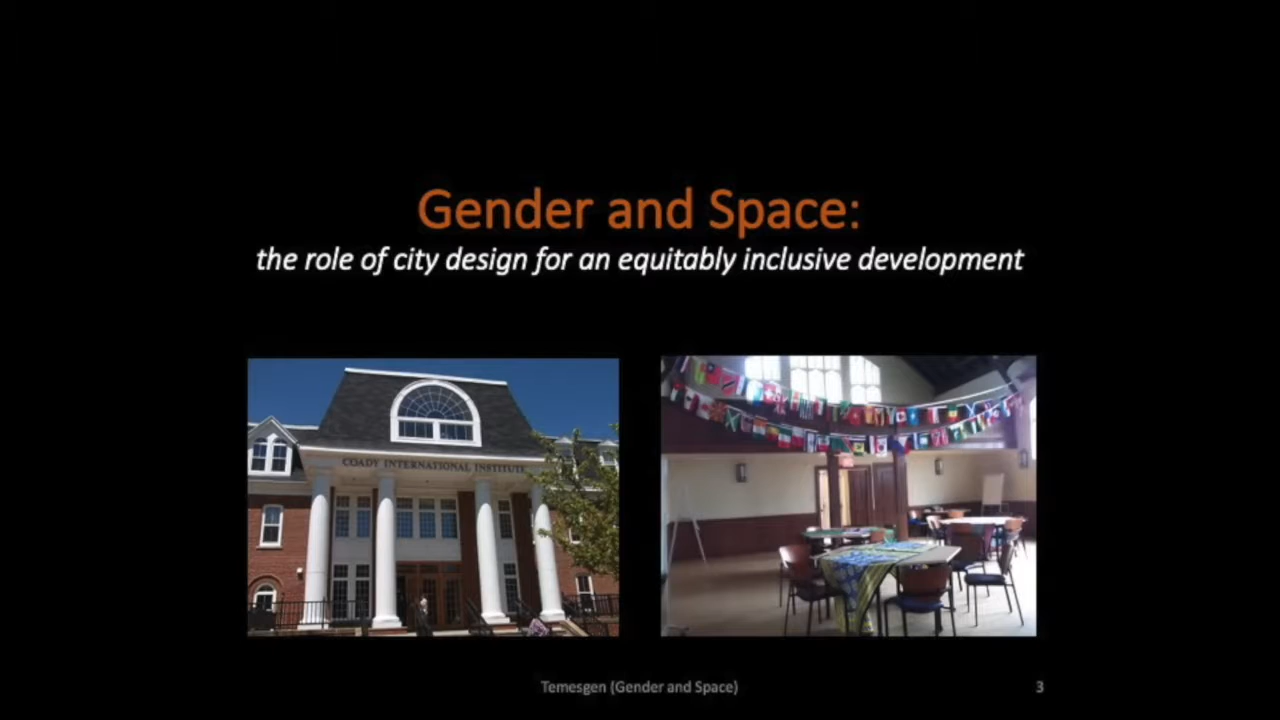 Gender and Space:
the role of city design for an equitably inclusive development
COADY INTERNATIONAL INSTITUTE
Temesgen (Gender and Space)
3